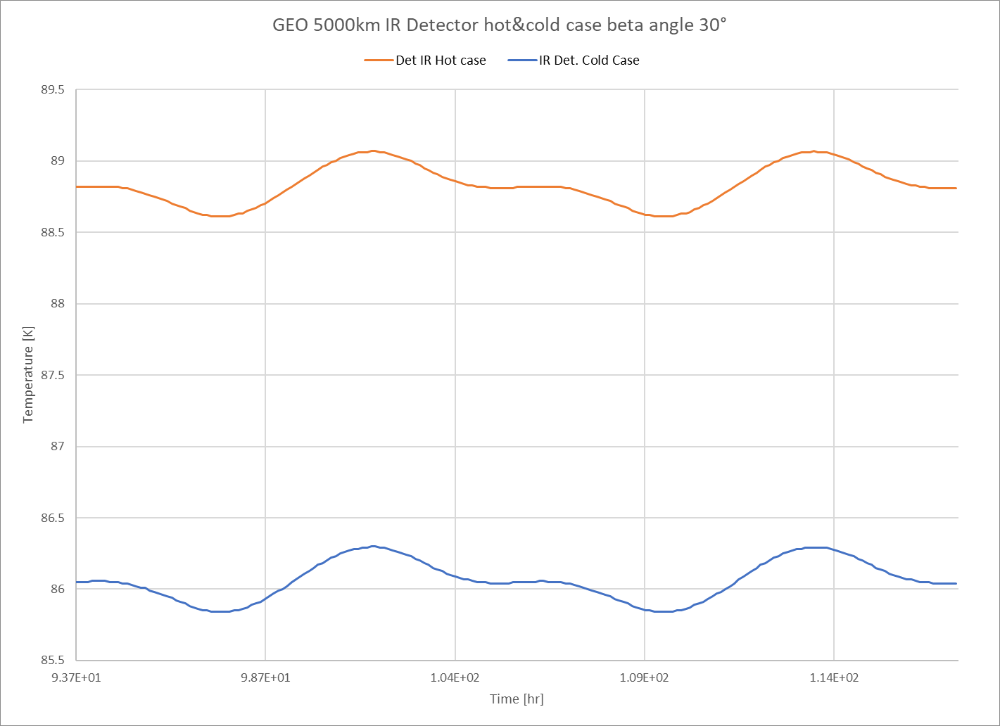 GEO 5000km IR Detector hot&cold case beta angle 30°
Det IR Hot case
IR Det. Cold Case
89.5
89
88.5
88
87.5
87
86.5
86
85.5
Temperature [K]
9.37E+01
9.87E+01
1.04E+02
1.09E+02
1.14E+02
Time [hr]